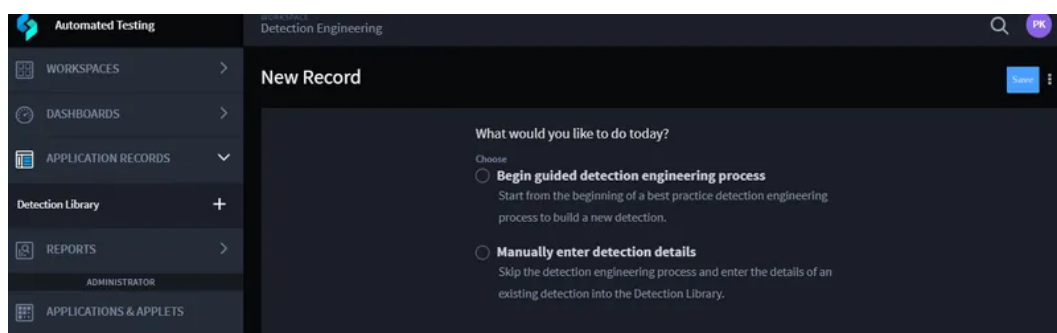 Automated Testing
WORKSPACE
Detection Engineering
PK
WORKSPACES
DASHBOARDS
APPLICATION RECORDS
Detection Library
REPORTS
ADMINISTRATOR
APPLICATIONS & APPLETS
New Record
Save
What would you like to do today?
Choose
Begin guided detection engineering process
Start from the beginning of a best practice detection engineering
process to build a new detection.
Manually enter detection details
Skip the detection engineering process and enter the details of an
existing detection into the Detection Library.